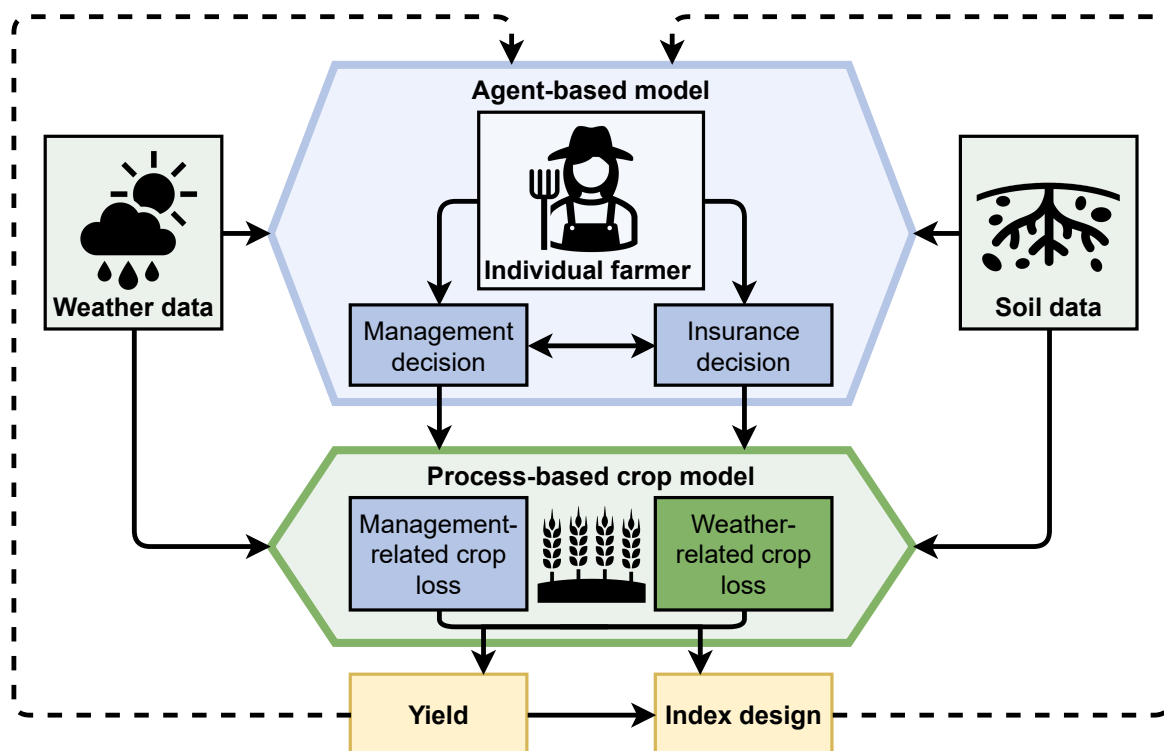 Agent-based model
Individual farmer
Weather data
Soil data
Management
decision
Insurance
decision
Process-based crop model
Management-
related crop
loss
Weather-
related crop
loss
Yield
Index design